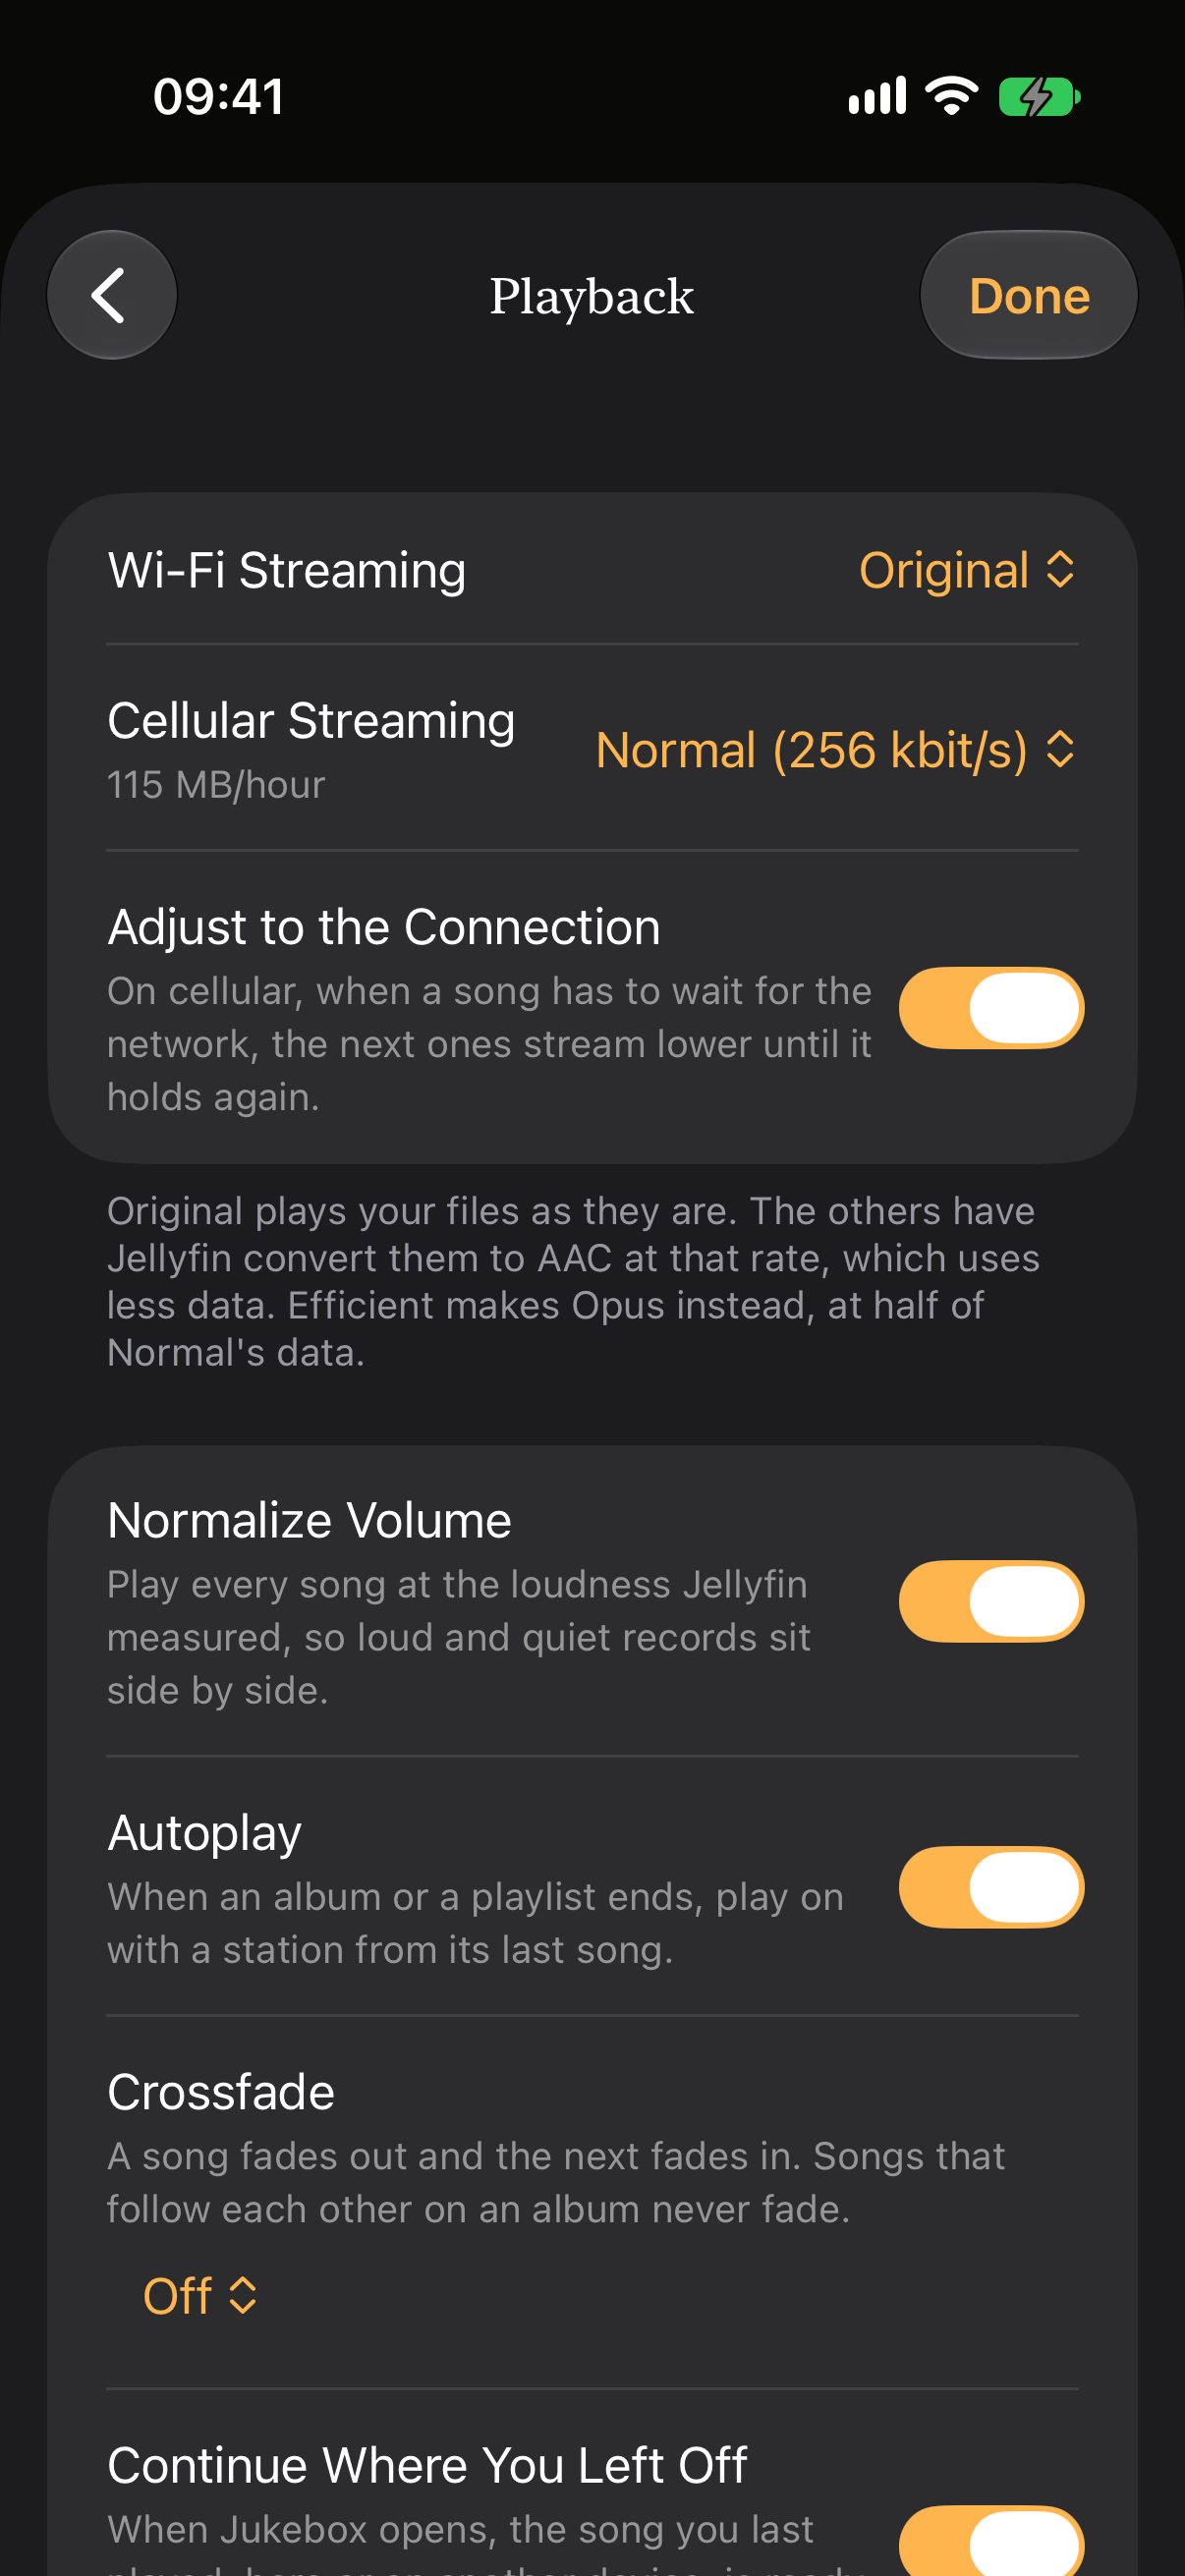 09:41
Playback
Done
Wi-Fi Streaming
Original
Cellular Streaming
115 MB/hour
Normal (256 kbit/s)
Adjust to the Connection
On cellular, when a song has to wait for the
network, the next ones stream lower until it
holds again.
Original plays your files as they are. The others have
Jellyfin convert them to AAC at that rate, which uses
less data. Efficient makes Opus instead, at half of
Normal's data.
Normalize Volume
Play every song at the loudness Jellyfin
measured, so loud and quiet records sit
side by side.
Autoplay
When an album or a playlist ends, play on
with a station from its last song.
Crossfade
A song fades out and the next fades in. Songs that
follow each other on an album never fade.
Off
Continue Where You Left Off
When Jukebox opens, the song you last